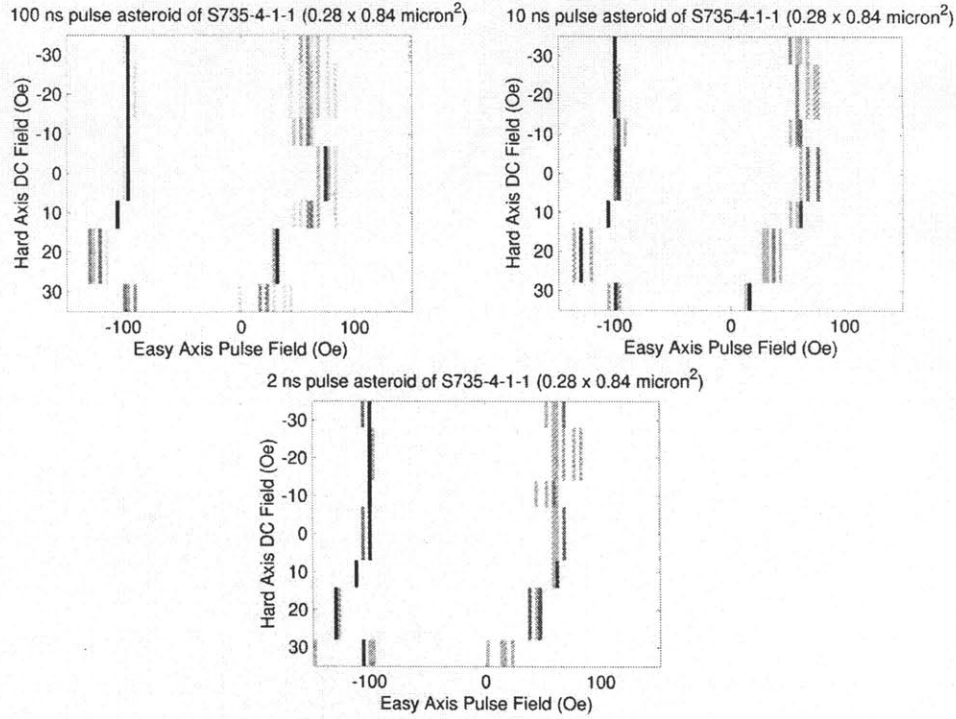 100 ns pulse asteroid of S735-4-1-1 (0.28 x 0.84 micron²)
Hard Axis DC Field (Oe)
-30
-20
-10
0
10
20
30
-100 0 100
Easy Axis Pulse Field (Oe)
10 ns pulse asteroid of S735-4-1-1 (0.28 x 0.84 micron²)
Hard Axis DC Field (Oe)
-30
-20
-10
0
10
20
30
-100 0 100
Easy Axis Pulse Field (Oe)
2 ns pulse asteroid of S735-4-1-1 (0.28 x 0.84 micron²)
Hard Axis DC Field (Oe)
-30
-20
-10
0
10
20
30
-100 0 100
Easy Axis Pulse Field (Oe)